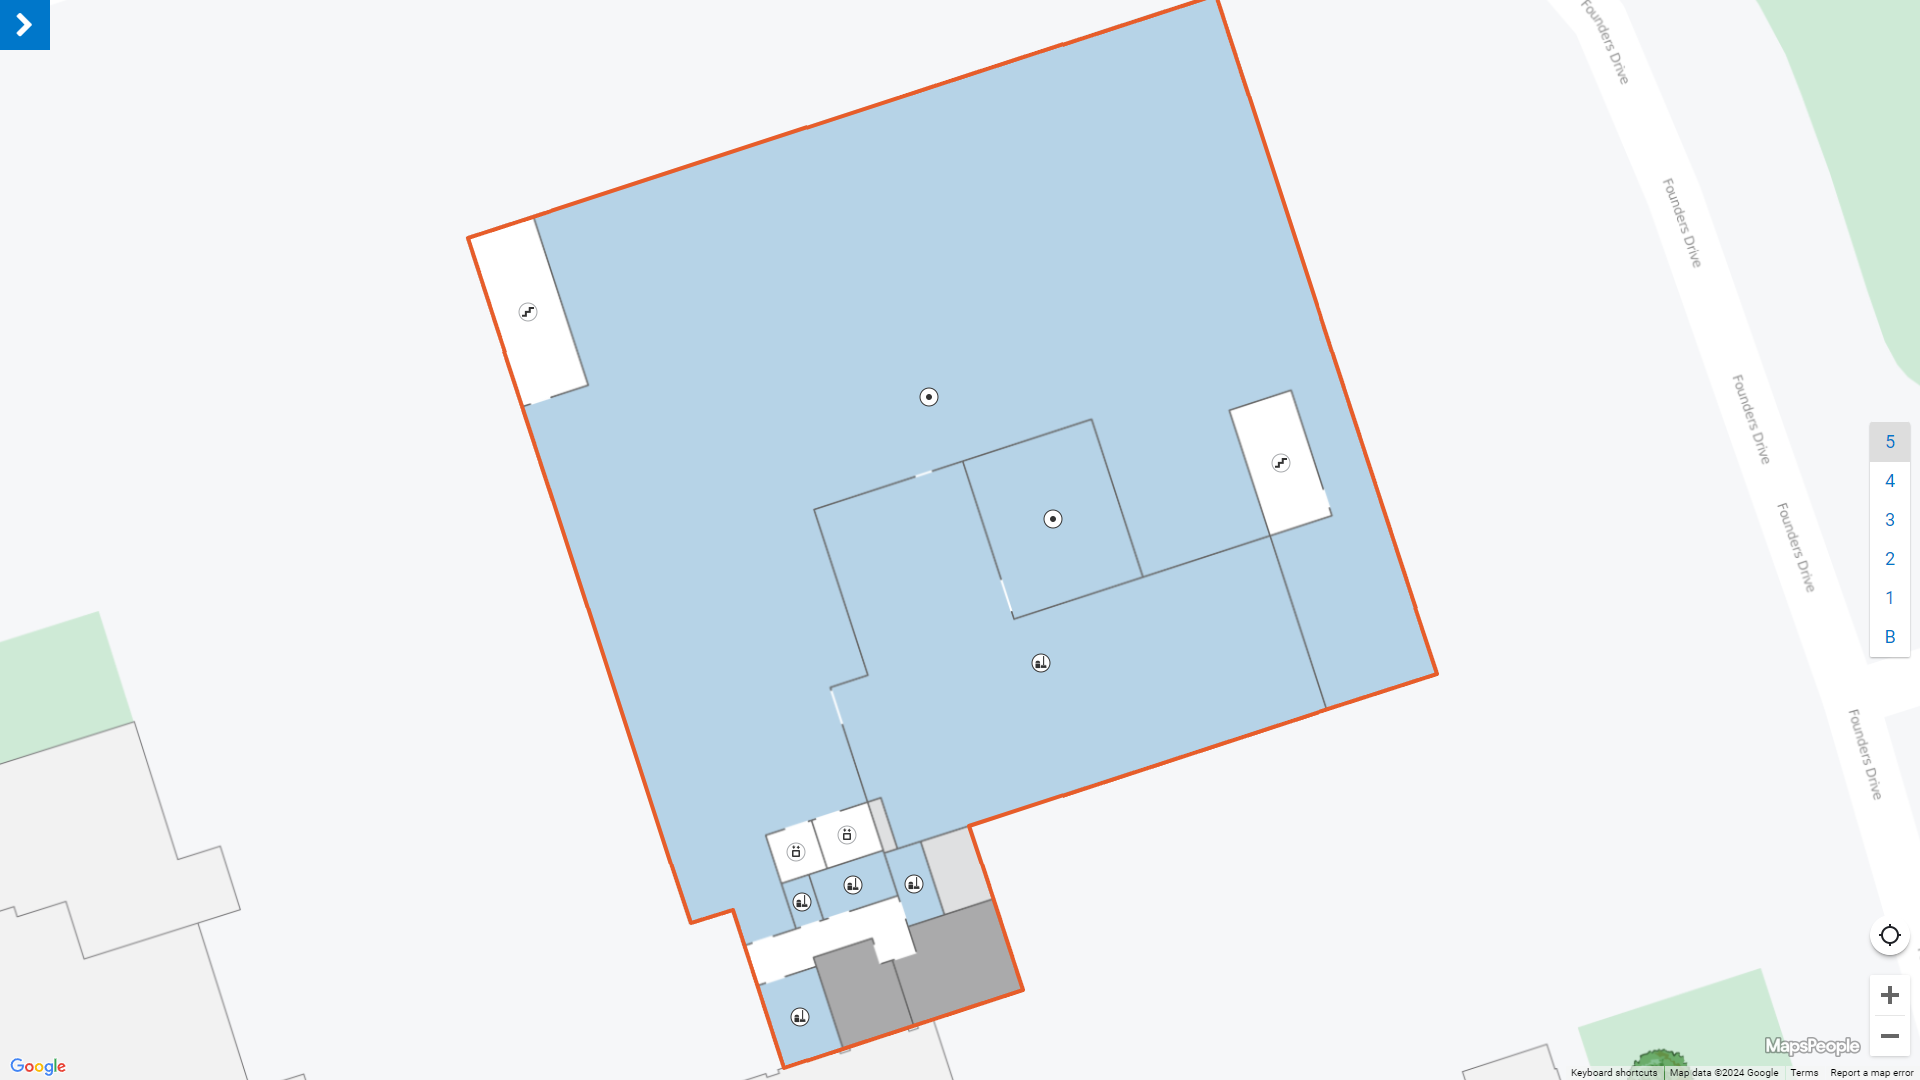 Founders Drive
Founders Drive
Founders Drive
Founders Drive
Founders Drive
5
4
3
2
1
B
MapsPeople
Google
Keyboard shortcuts
Map data ©2024 Google
Terms
Report a map error